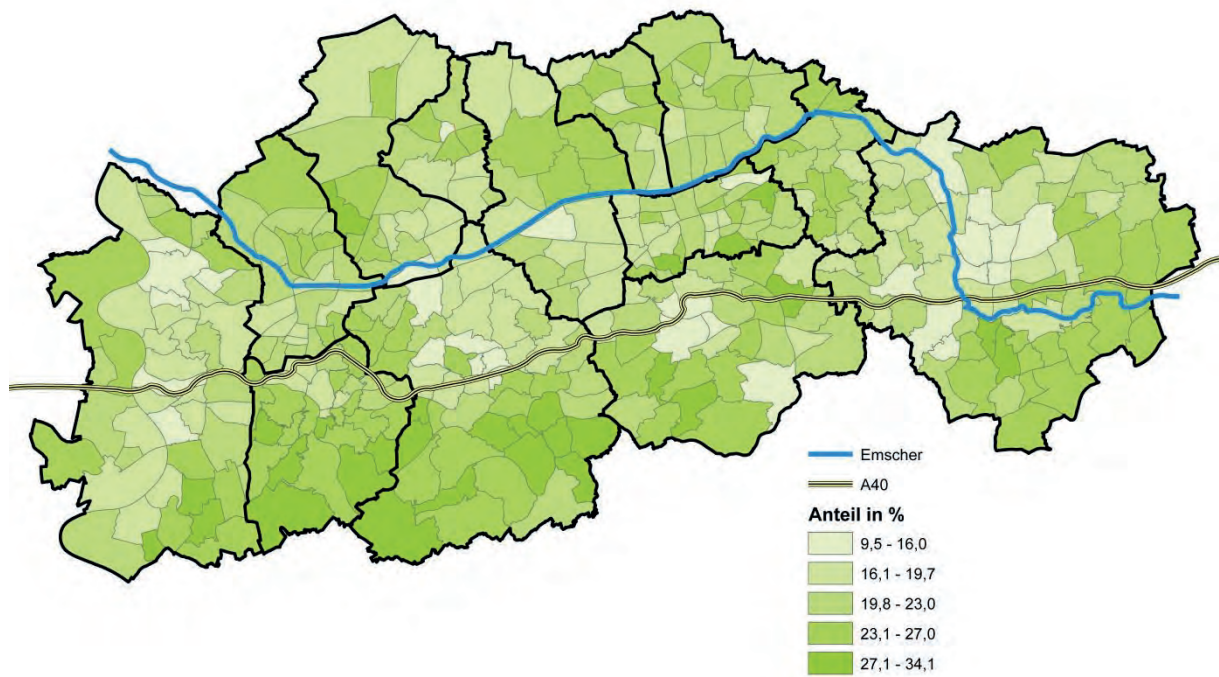 Emscher
A40
Anteil in %
9,5 - 16,0
16,1 - 19,7
19,8 - 23,0
23,1 - 27,0
27,1 - 34,1